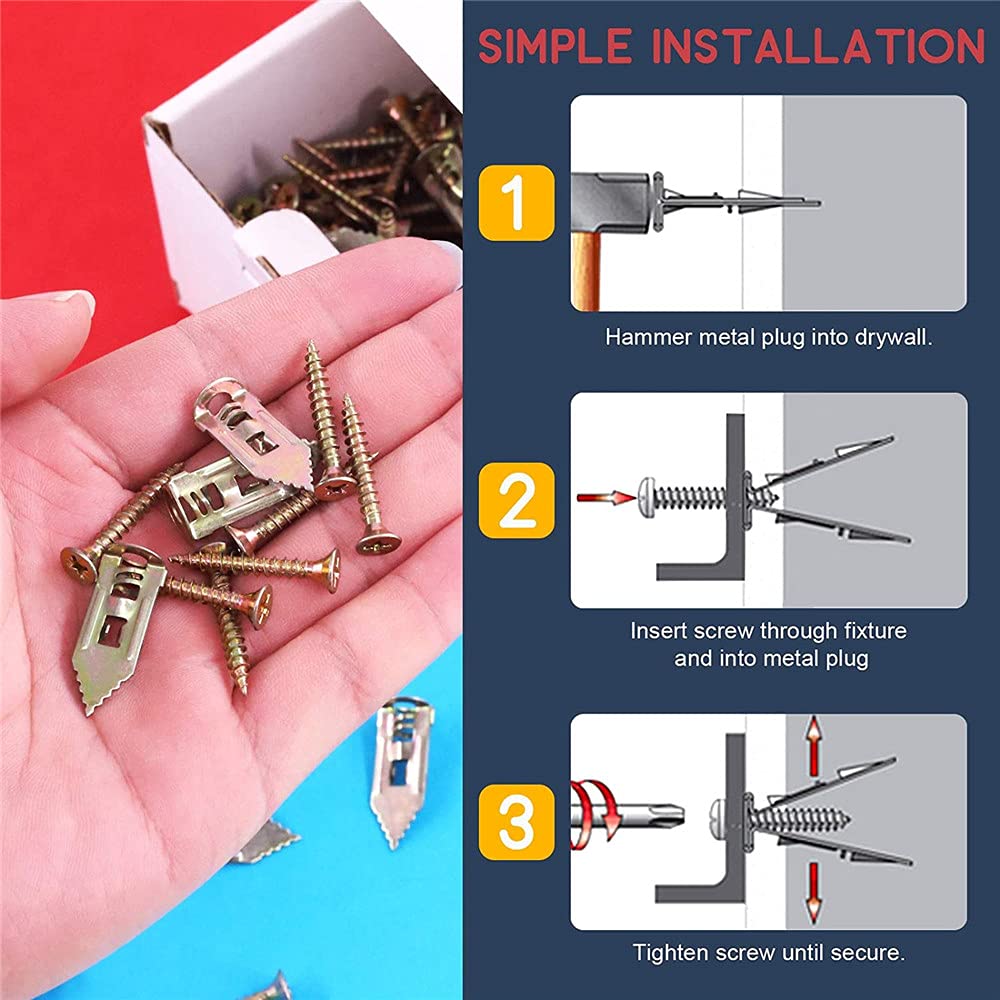 SIMPLE INSTALLATION
1
Hammer metal plug into drywall.
2
Insert screw through fixture
and into metal plug
3
Tighten screw until secure.